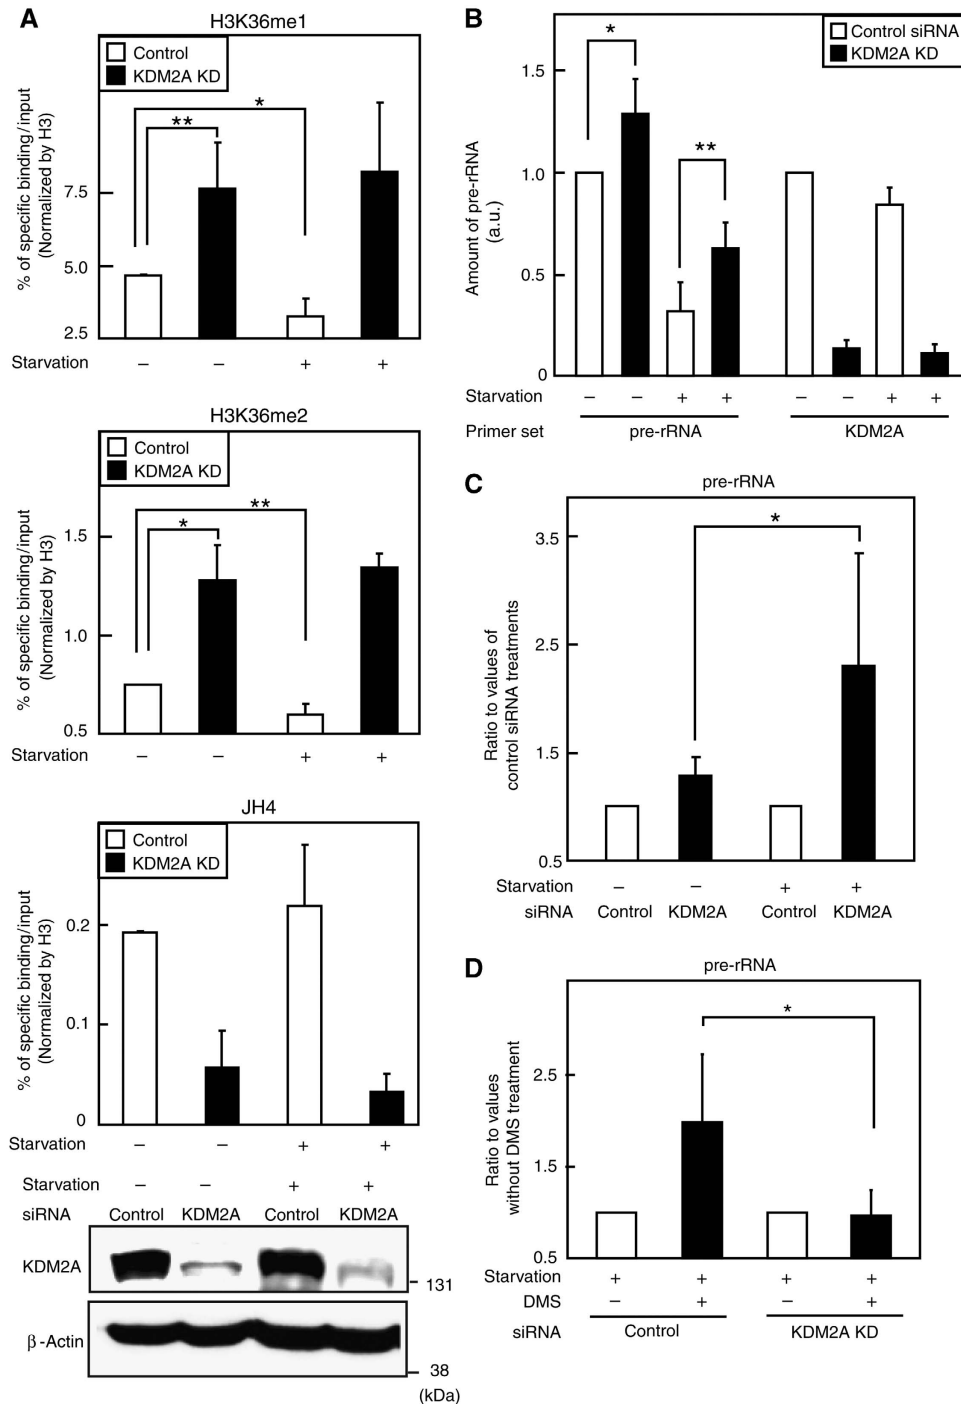 A
H3K36me1
Control
KDM2A KD
*
**
7.5
5.0
2.5
% of specific binding/input
(Normalized by H3)
Starvation − − + +
H3K36me2
Control
KDM2A KD
**
*
1.5
1.0
0.5
% of specific binding/input
(Normalized by H3)
Starvation − − + +
JH4
Control
KDM2A KD
0.2
0.1
0
% of specific binding/input
(Normalized by H3)
Starvation − − + +
Starvation − − + +
siRNA Control KDM2A Control KDM2A
KDM2A
131
β-Actin
38
(kDa)
B
Control siRNA
KDM2A KD
*
**
1.5
1.0
0.5
0
Amount of pre-rRNA
(a.u.)
Starvation − − + + − − + +
Primer set pre-rRNA KDM2A
C
pre-rRNA
*
3.5
2.5
1.5
0.5
Ratio to values of
control siRNA treatments
Starvation − − + +
siRNA Control KDM2A Control KDM2A
D
pre-rRNA
*
2.5
1.5
0.5
Ratio to values
without DMS treatment
Starvation + + + +
DMS − + − +
siRNA Control KDM2A KD